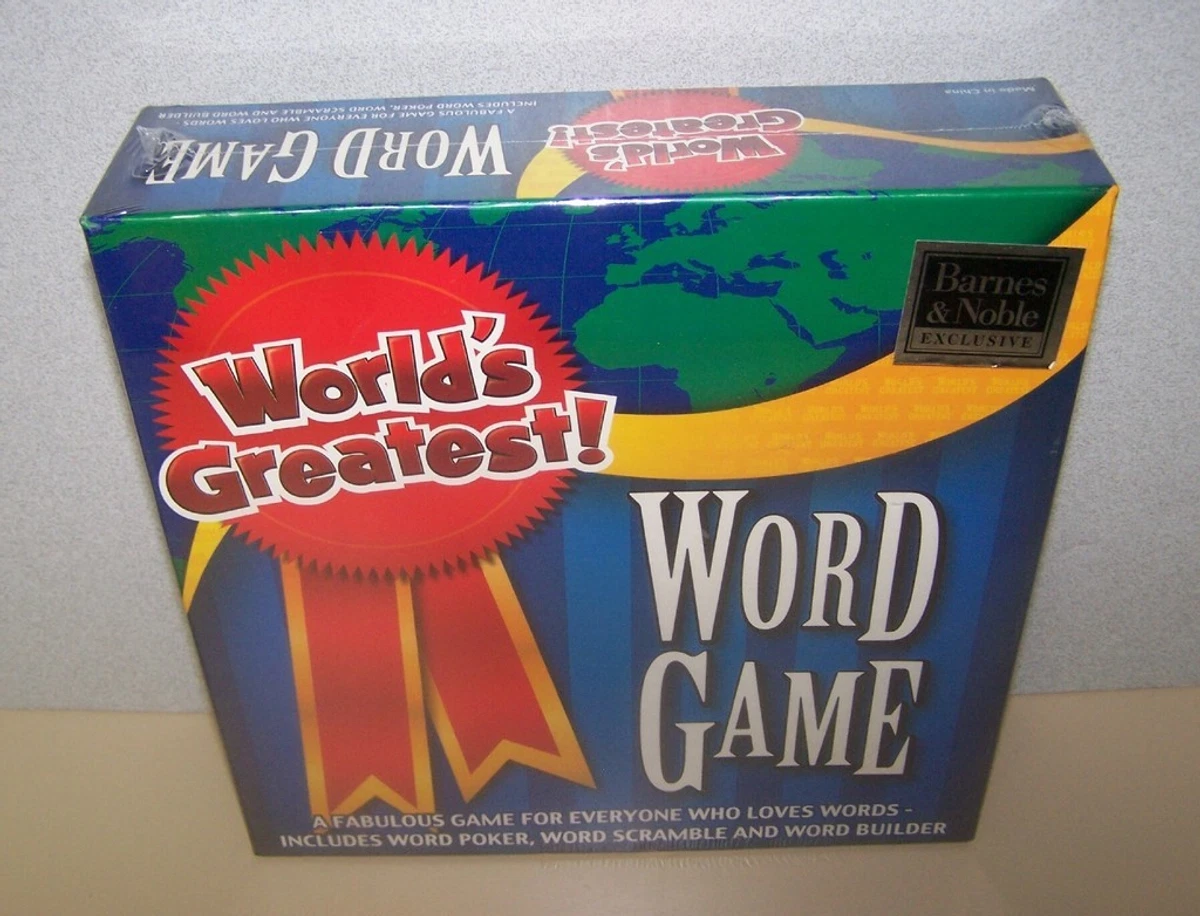 Made in China
World's
Greatest!
WORD GAME
A FABULOUS GAME FOR EVERYONE WHO LOVES WORDS
INCLUDES WORD POKER, WORD SCRAMBLE AND WORD BUILDER
Barnes
& Noble
EXCLUSIVE
World's
Greatest!
WORD
GAME
A FABULOUS GAME FOR EVERYONE WHO LOVES WORDS -
INCLUDES WORD POKER, WORD SCRAMBLE AND WORD BUILDER